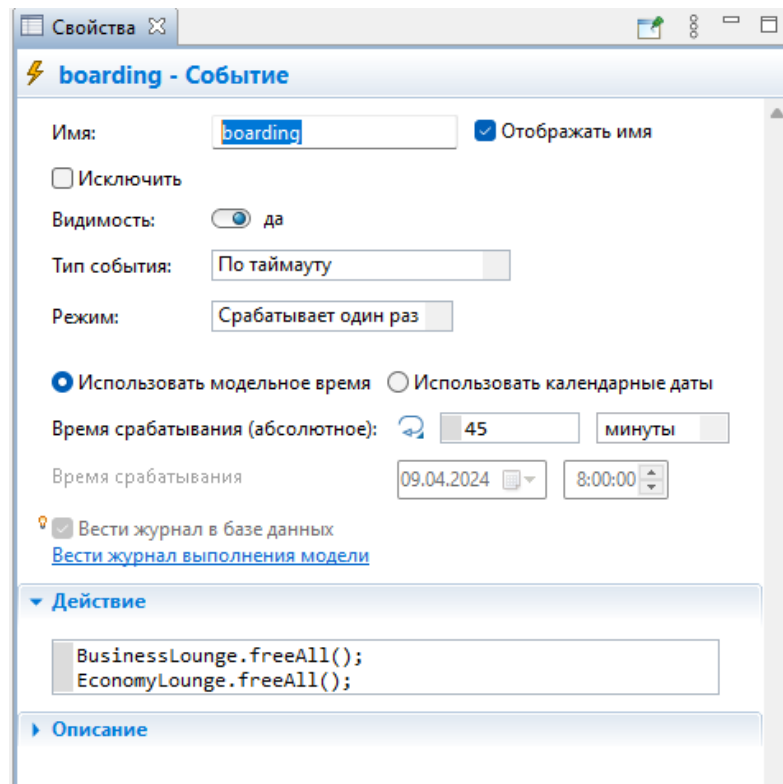 Свойства
boarding - Событие
Имя: boarding Отображать имя
Исключить
Видимость: да
Тип события: По таймауту
Режим: Срабатывает один раз
Использовать модельное время Использовать календарные даты
Время срабатывания (абсолютное): 45 минуты
Время срабатывания 09.04.2024 8:00:00
Вести журнал в базе данных
Вести журнал выполнения модели
Действие
BusinessLounge.freeAll();
EconomyLounge.freeAll();
Описание